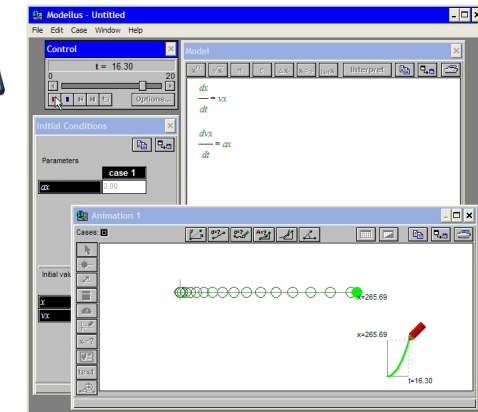 Modellus - Untitled
File Edit Case Window Help
Control
t = 16.30
0 20
Options...
Model
Interpret
dx
— = vx
dt
dvx
— = ax
dt
Initial Conditions
Parameters
case 1
ax 2.00
Initial valu
x
vx
Animation 1
Cases:
x=?
text
x=265.69
x=265.69
t=16.30